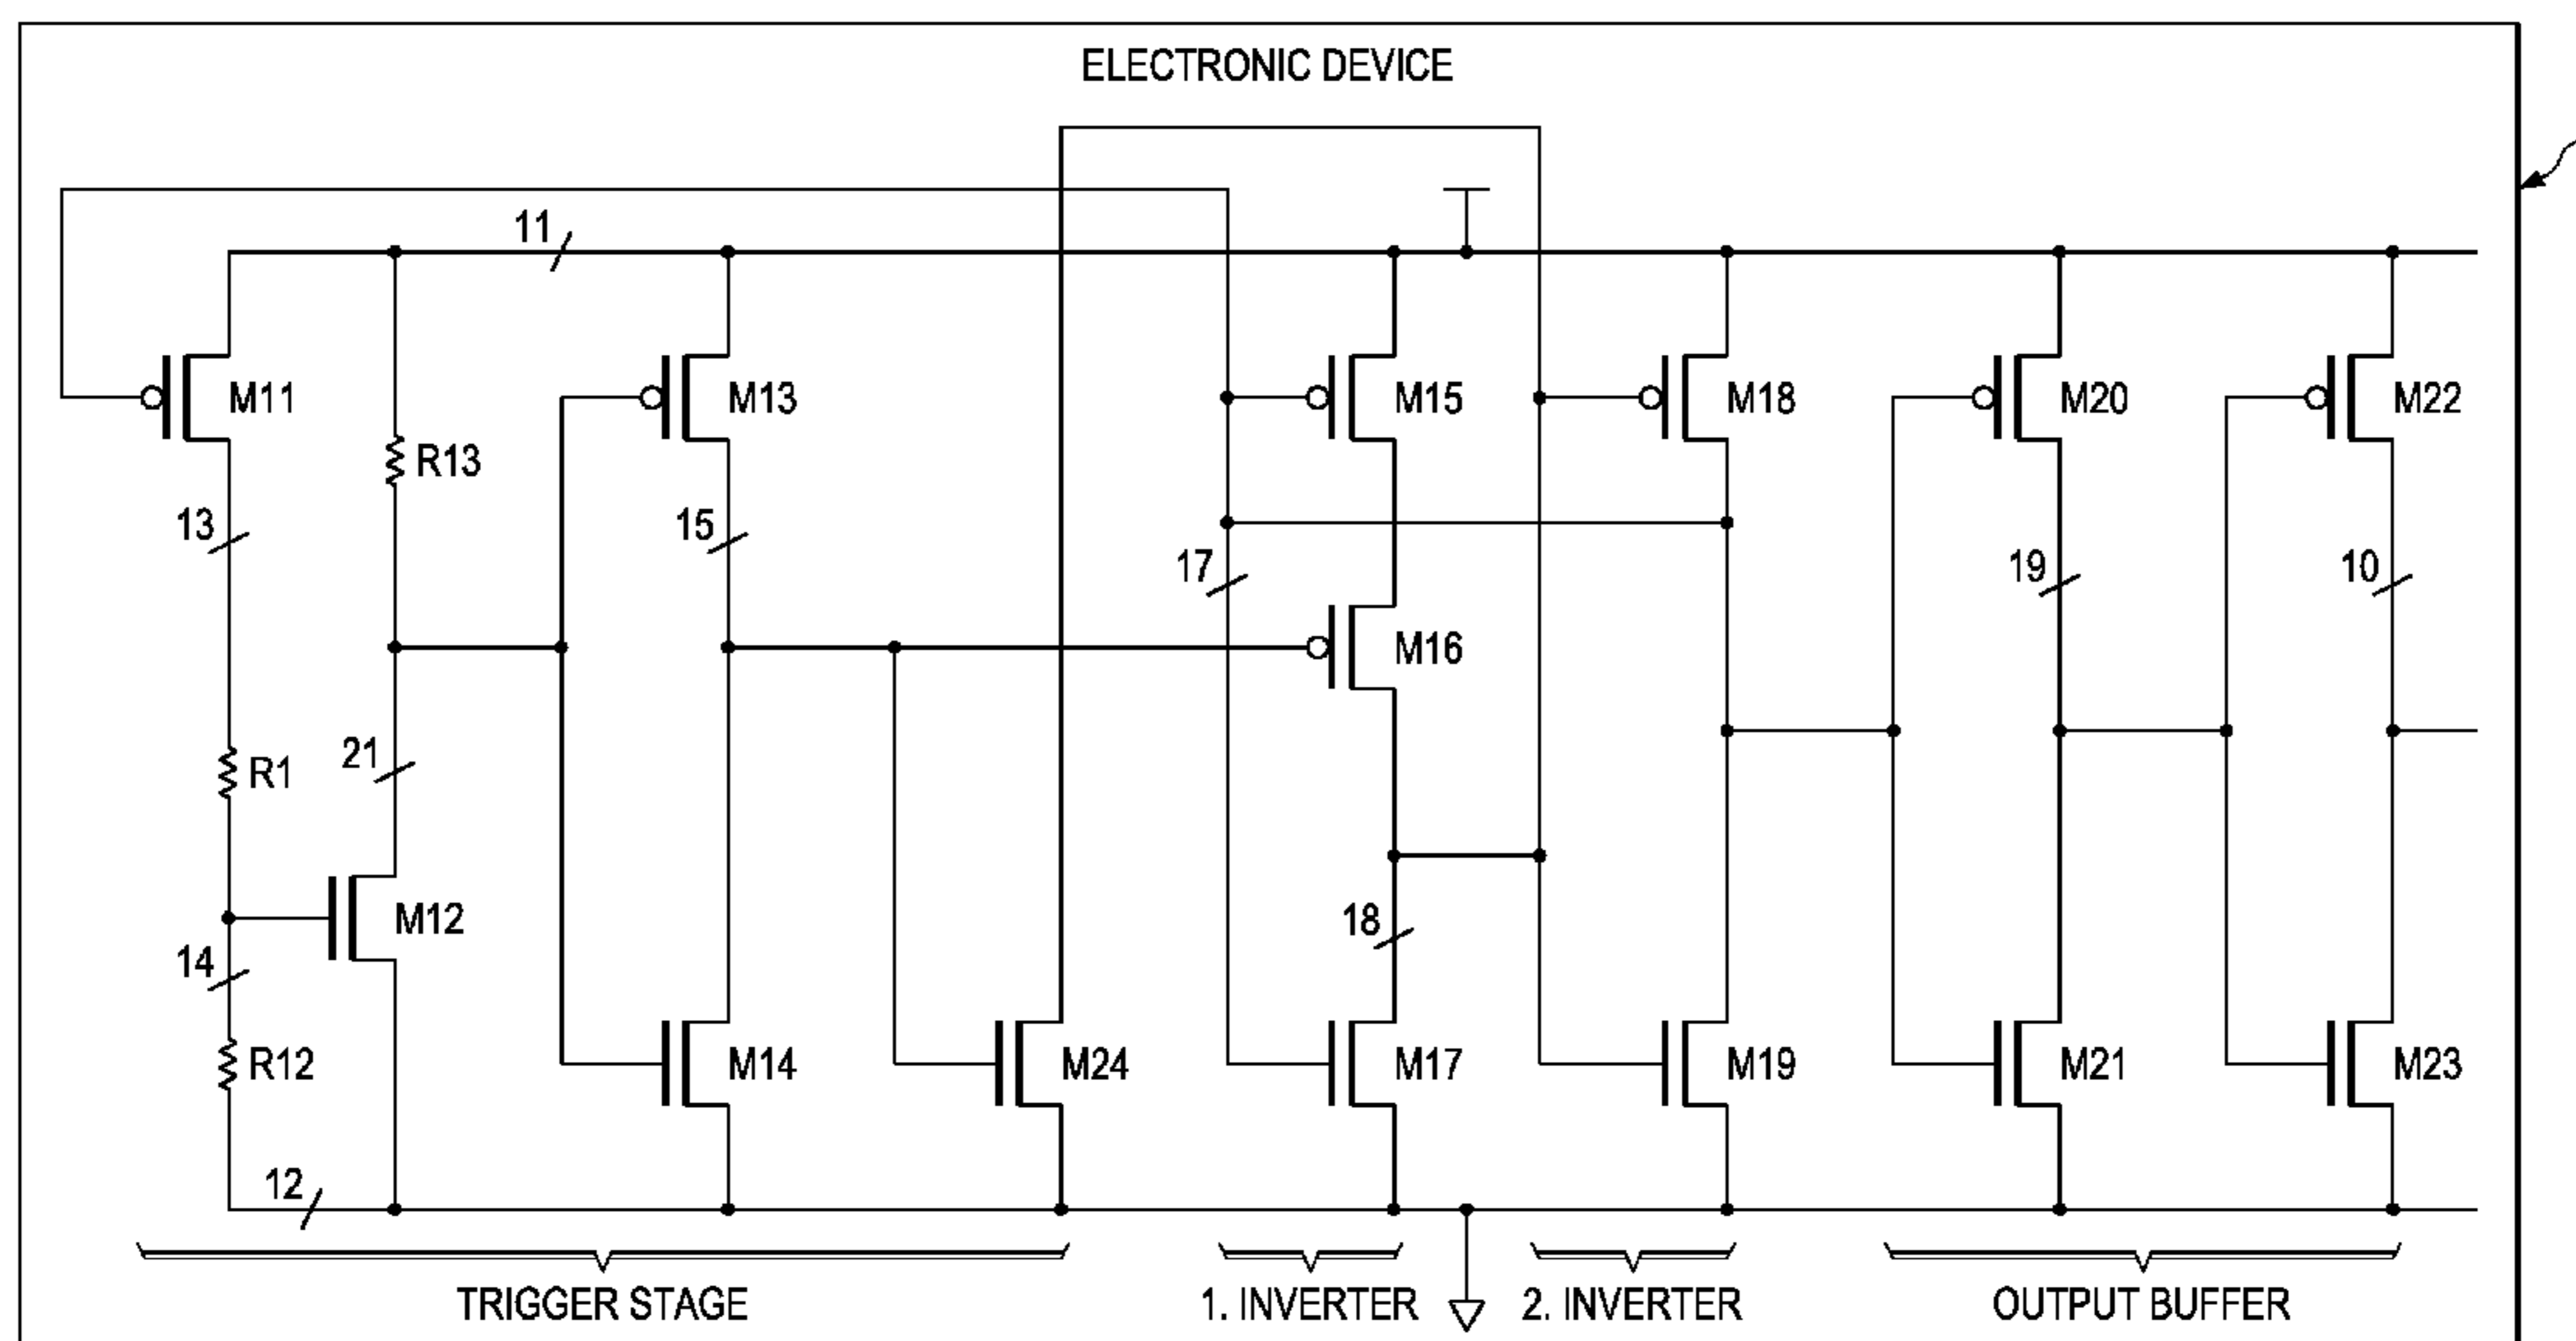 ELECTRONIC DEVICE
11
M11
M13
M15
M18
M20
M22
R13
13
15
17
19
10
M16
R1
21
M12
18
14
R12
M14
M24
M17
M19
M21
M23
12
TRIGGER STAGE
1. INVERTER
2. INVERTER
OUTPUT BUFFER